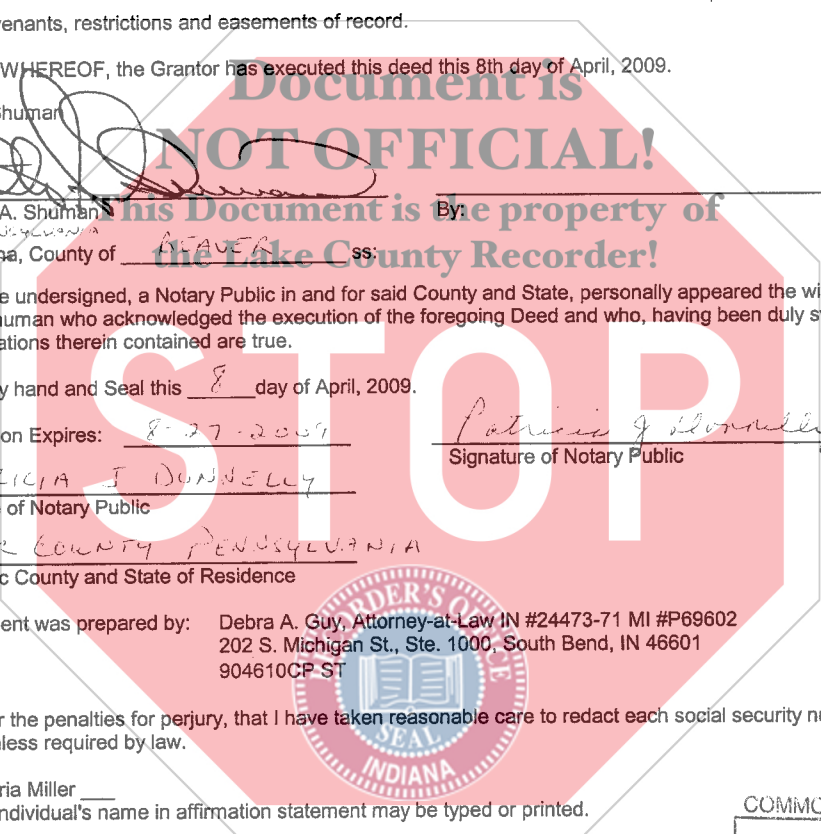 venants, restrictions and easements of record.
WHEREOF, the Grantor has executed this deed this 8th day of April, 2009.
Document is
Shuman
NOT OFFICIAL!
A. Shuman
By:
This Document is the property of
PENNSYLVANIA
na, County of BEAVER ss:
the Lake County Recorder!
e undersigned, a Notary Public in and for said County and State, personally appeared the wi
human who acknowledged the execution of the foregoing Deed and who, having been duly s
ations therein contained are true.
STOP
y hand and Seal this 8 day of April, 2009.
on Expires: 8-27-2009
Patricia J Donnelly
Signature of Notary Public
RICIA J DONNELLY
of Notary Public
R COUNTY PENNSYLVANIA
c County and State of Residence
ent was prepared by: Debra A. Guy, Attorney-at-Law IN #24473-71 MI #P69602
202 S. Michigan St., Ste. 1000, South Bend, IN 46601
904610CP ST
RECORDER'S OFFICE
SEAL
INDIANA
r the penalties for perjury, that I have taken reasonable care to redact each social security n
less required by law.
ria Miller
ndividual's name in affirmation statement may be typed or printed.
COMMO